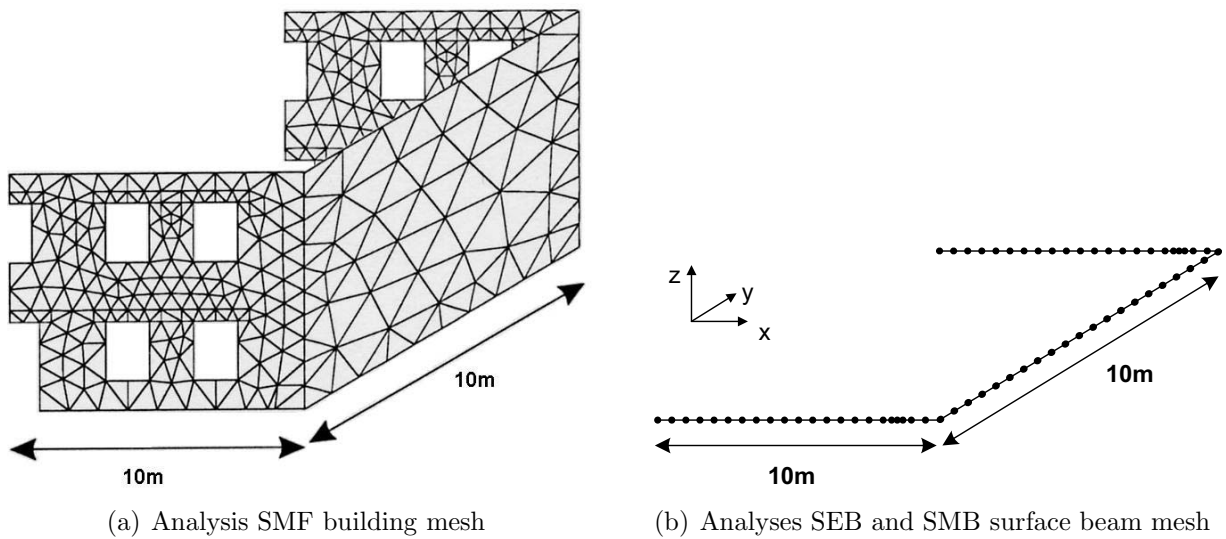 10m
10m
(a) Analysis SMF building mesh
z
y
x
10m
10m
(b) Analyses SEB and SMB surface beam mesh